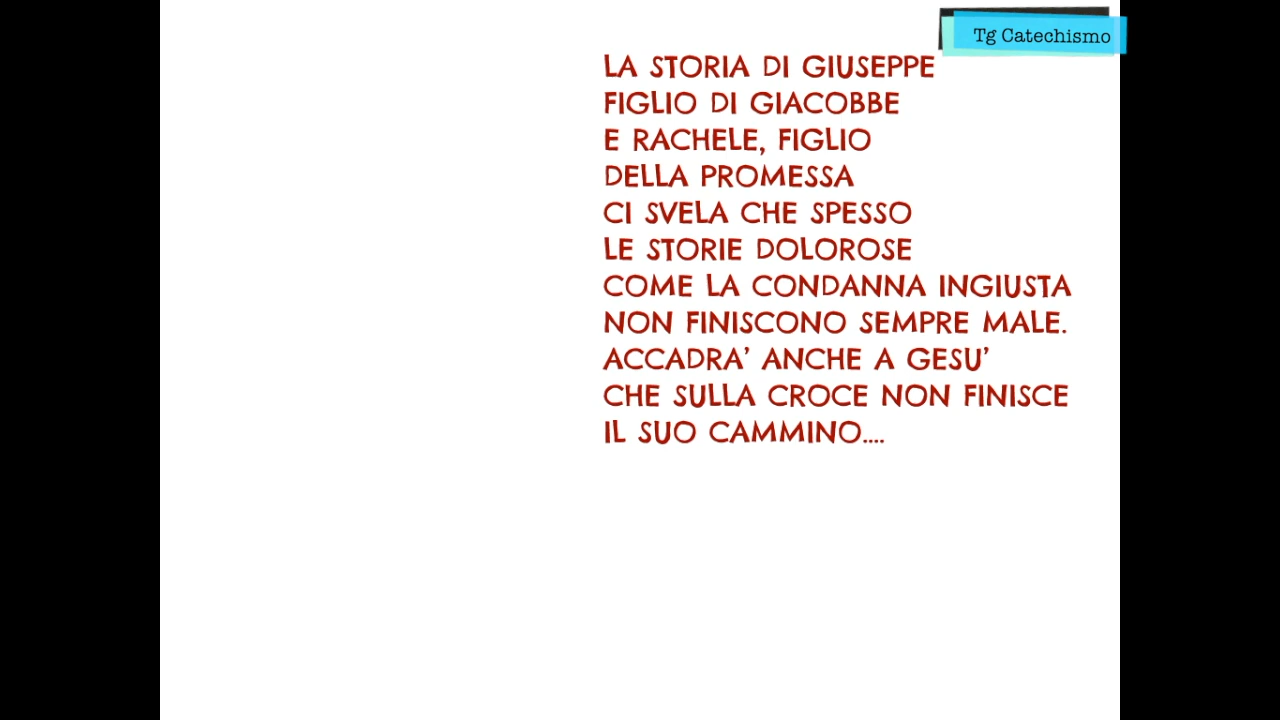 Tg Catechismo
LA STORIA DI GIUSEPPE
FIGLIO DI GIACOBBE
E RACHELE, FIGLIO
DELLA PROMESSA
CI SVELA CHE SPESSO
LE STORIE DOLOROSE
COME LA CONDANNA INGIUSTA
NON FINISCONO SEMPRE MALE.
ACCADRA’ ANCHE A GESU’
CHE SULLA CROCE NON FINISCE
IL SUO CAMMINO....